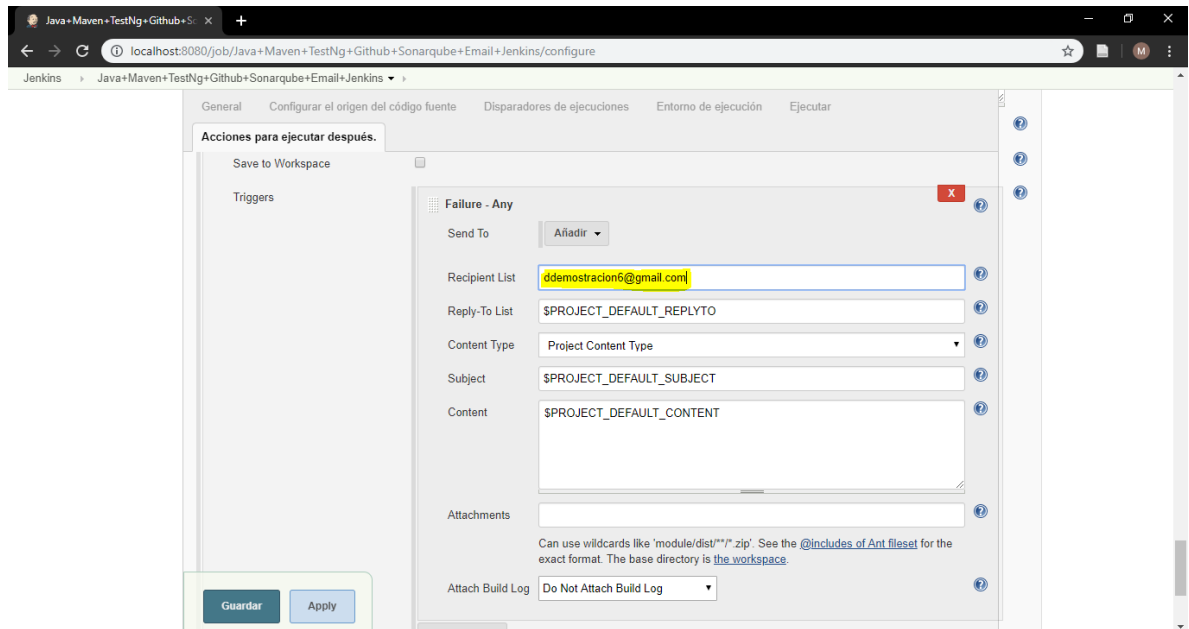 Java+Maven+TestNg+Github+So
localhost:8080/job/Java+Maven+TestNg+Github+Sonarqube+Email+Jenkins/configure
M
Jenkins Java+Maven+TestNg+Github+Sonarqube+Email+Jenkins
General Configurar el origen del código fuente Disparadores de ejecuciones Entorno de ejecución Ejecutar
Acciones para ejecutar después.
Save to Workspace
Triggers
X
Failure - Any
Send To Añadir
Recipient List ddemostracion6@gmail.com
Reply-To List $PROJECT_DEFAULT_REPLYTO
Content Type Project Content Type
Subject $PROJECT_DEFAULT_SUBJECT
Content $PROJECT_DEFAULT_CONTENT
Attachments
Can use wildcards like 'module/dist/**/*.zip'. See the @includes of Ant fileset for the
exact format. The base directory is the workspace.
Attach Build Log Do Not Attach Build Log
Guardar Apply